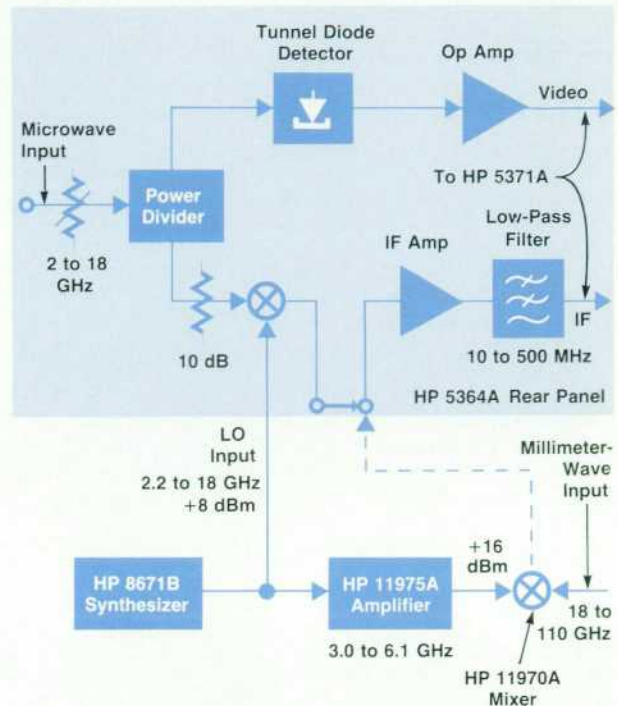 Tunnel Diode
Detector
Op Amp
Video
Microwave
Input
To HP 5371A
Power
Divider
Low-Pass
Filter
IF Amp
2 to 18
GHz
IF
10 dB
10 to 500 MHz
HP 5364A Rear Panel
LO
Input
2.2 to 18 GHz
+8 dBm
Millimeter-
Wave
Input
+16
dBm
HP 8671B
Synthesizer
HP 11975A
Amplifier
18 to
110 GHz
3.0 to 6.1 GHz
HP 11970A
Mixer